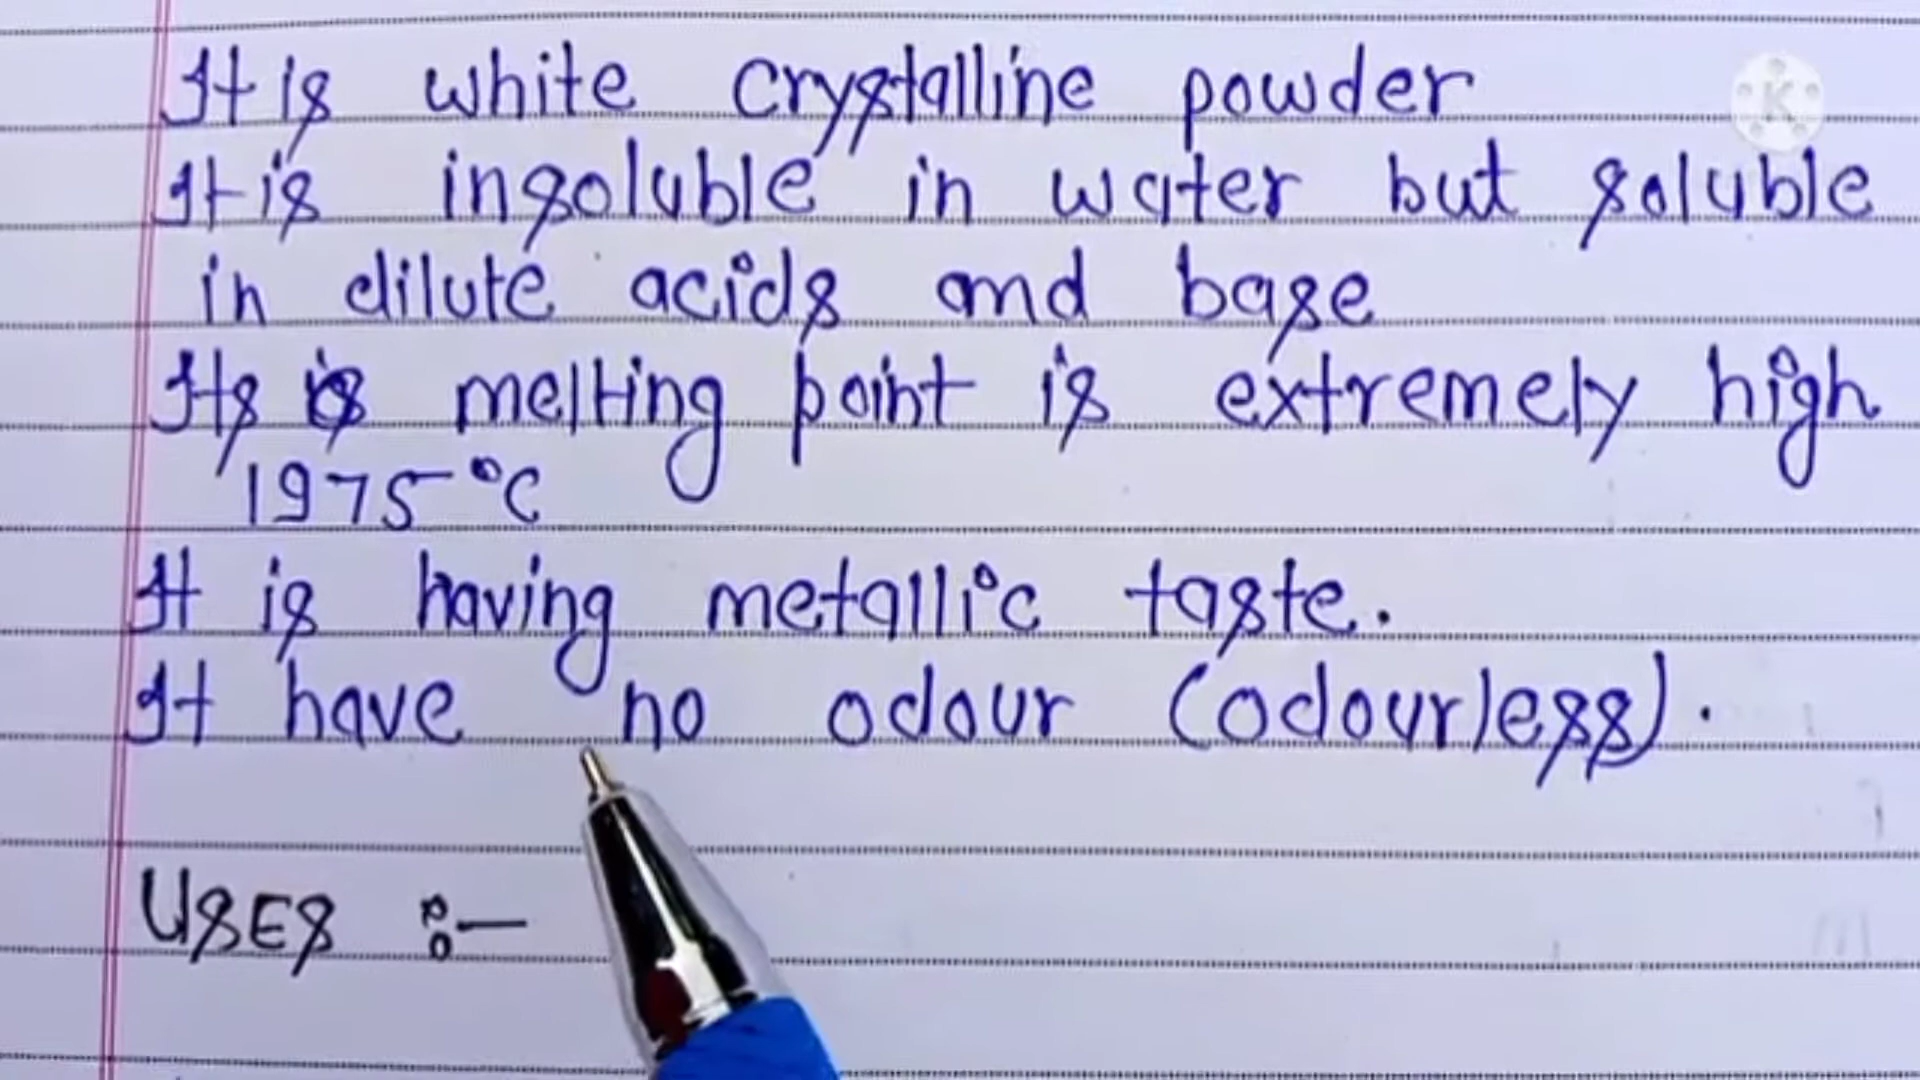 It is white crystalline powder
It is insoluble in water but soluble
in dilute acids and base
Its is melting point is extremely high
1975°C
It is having metallic taste.
It have no odour (odourless).
USES :-
K